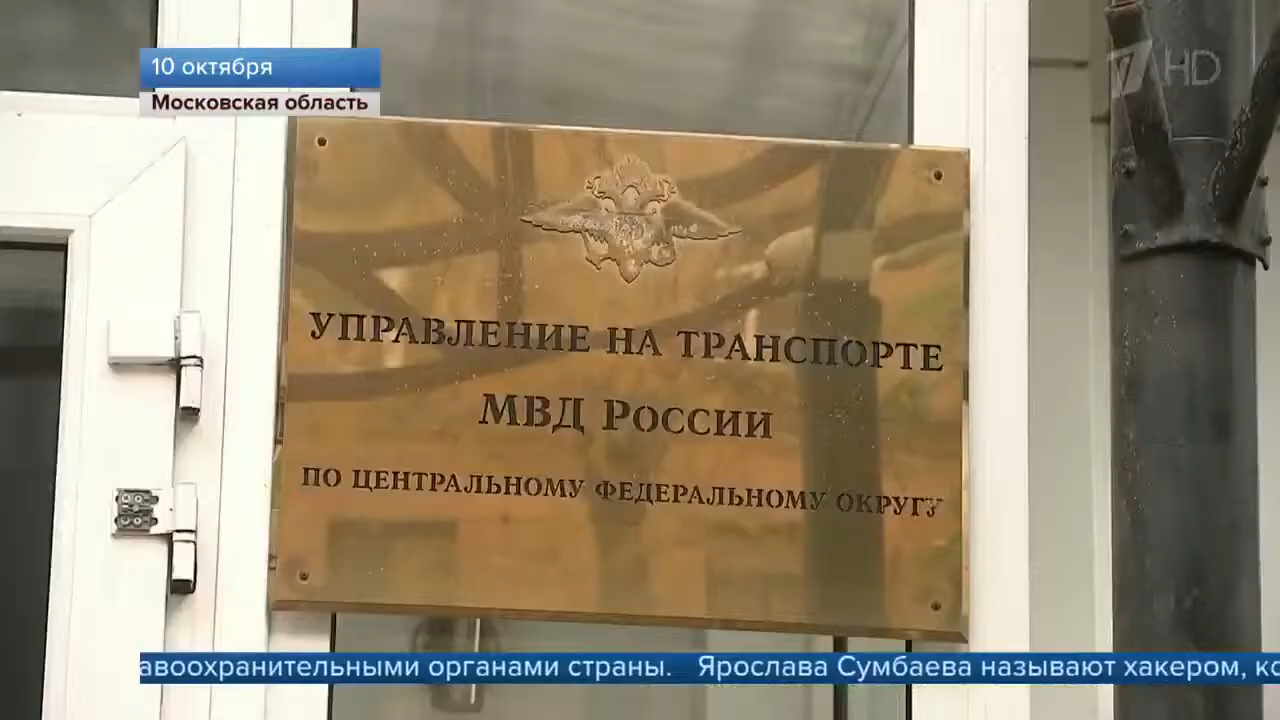 10 октября
Московская область
HD
УПРАВЛЕНИЕ НА ТРАНСПОРТЕ
МВД РОССИИ
ПО ЦЕНТРАЛЬНОМУ ФЕДЕРАЛЬНОМУ ОКРУГУ
авоохранительными органами страны. Ярослава Сумбаева называют хакером, ко